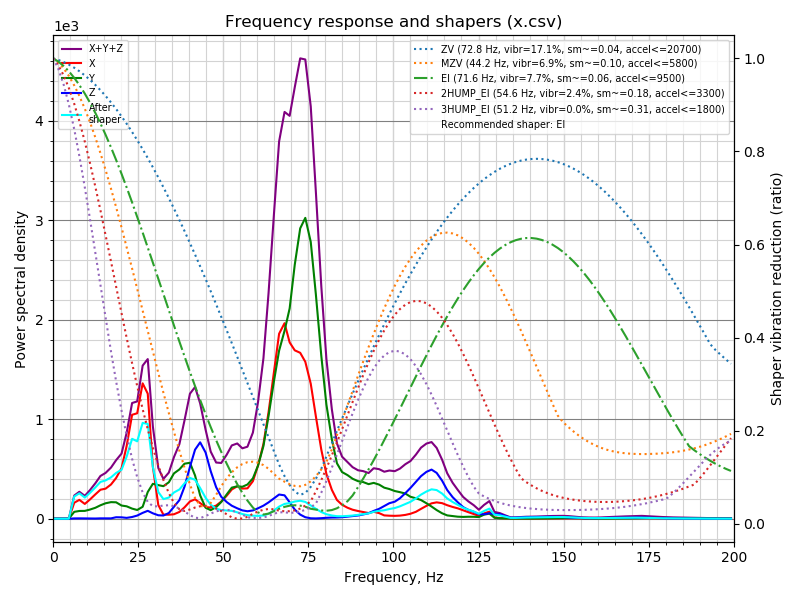 Frequency response and shapers (x.csv)
1e3
X+Y+Z
X
Y
Z
After
shaper
ZV (72.8 Hz, vibr=17.1%, sm~=0.04, accel<=20700)
MZV (44.2 Hz, vibr=6.9%, sm~=0.10, accel<=5800)
EI (71.6 Hz, vibr=7.7%, sm~=0.06, accel<=9500)
2HUMP_EI (54.6 Hz, vibr=2.4%, sm~=0.18, accel<=3300)
3HUMP_EI (51.2 Hz, vibr=0.0%, sm~=0.31, accel<=1800)
Recommended shaper: EI
Power spectral density
4
3
2
1
0
Shaper vibration reduction (ratio)
1.0
0.8
0.6
0.4
0.2
0.0
0 25 50 75 100 125 150 175 200
Frequency, Hz